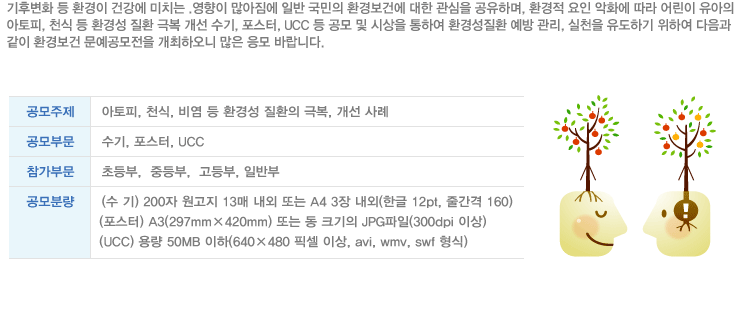 기후변화 등 환경이 건강에 미치는 .영향이 많아짐에 일반 국민의 환경보건에 대한 관심을 공유하며, 환경적 요인 악화에 따라 어린이 유아의
아토피, 천식 등 환경성 질환 극복 개선 수기, 포스터, UCC 등 공모 및 시상을 통하여 환경성질환 예방 관리, 실천을 유도하기 위하여 다음과
같이 환경보건 문예공모전을 개최하오니 많은 응모 바랍니다.
공모주제 아토피, 천식, 비염 등 환경성 질환의 극복, 개선 사례
공모부문 수기, 포스터, UCC
참가부문 초등부, 중등부, 고등부, 일반부
공모분량 (수 기) 200자 원고지 13매 내외 또는 A4 3장 내외(한글 12pt, 줄간격 160)
(포스터) A3(297mm×420mm) 또는 동 크기의 JPG파일(300dpi 이상)
(UCC) 용량 50MB 이하(640×480 픽셀 이상, avi, wmv, swf 형식)
!